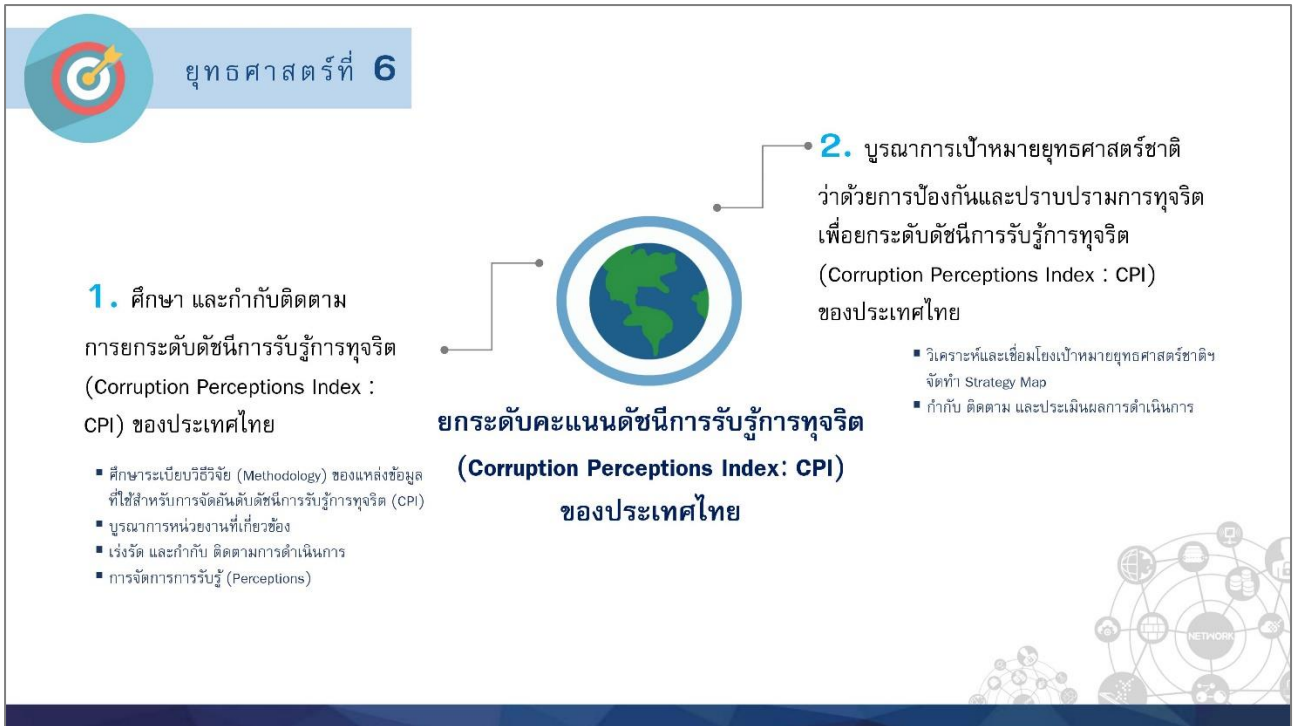 ยุทธศาสตร์ที่ 6
1. ศึกษา และกำกับติดตาม
การยกระดับดัชนีการรับรู้การทุจริต
(Corruption Perceptions Index :
CPI) ของประเทศไทย
▪ ศึกษาระเบียบวิธีวิจัย (Methodology) ของแหล่งข้อมูล
ที่ใช้สำหรับการจัดอันดับดัชนีการรับรู้การทุจริต (CPI)
▪ บูรณาการหน่วยงานที่เกี่ยวข้อง
▪ เร่งรัด และกำกับ ติดตามการดำเนินการ
▪ การจัดการการรับรู้ (Perceptions)
ยกระดับคะแนนดัชนีการรับรู้การทุจริต
(Corruption Perceptions Index: CPI)
ของประเทศไทย
2. บูรณาการเป้าหมายยุทธศาสตร์ชาติ
ว่าด้วยการป้องกันและปราบปรามการทุจริต
เพื่อยกระดับดัชนีการรับรู้การทุจริต
(Corruption Perceptions Index : CPI)
ของประเทศไทย
▪ วิเคราะห์และเชื่อมโยงเป้าหมายยุทธศาสตร์ชาติฯ
จัดทำ Strategy Map
▪ กำกับ ติดตาม และประเมินผลการดำเนินการ
NETWORK